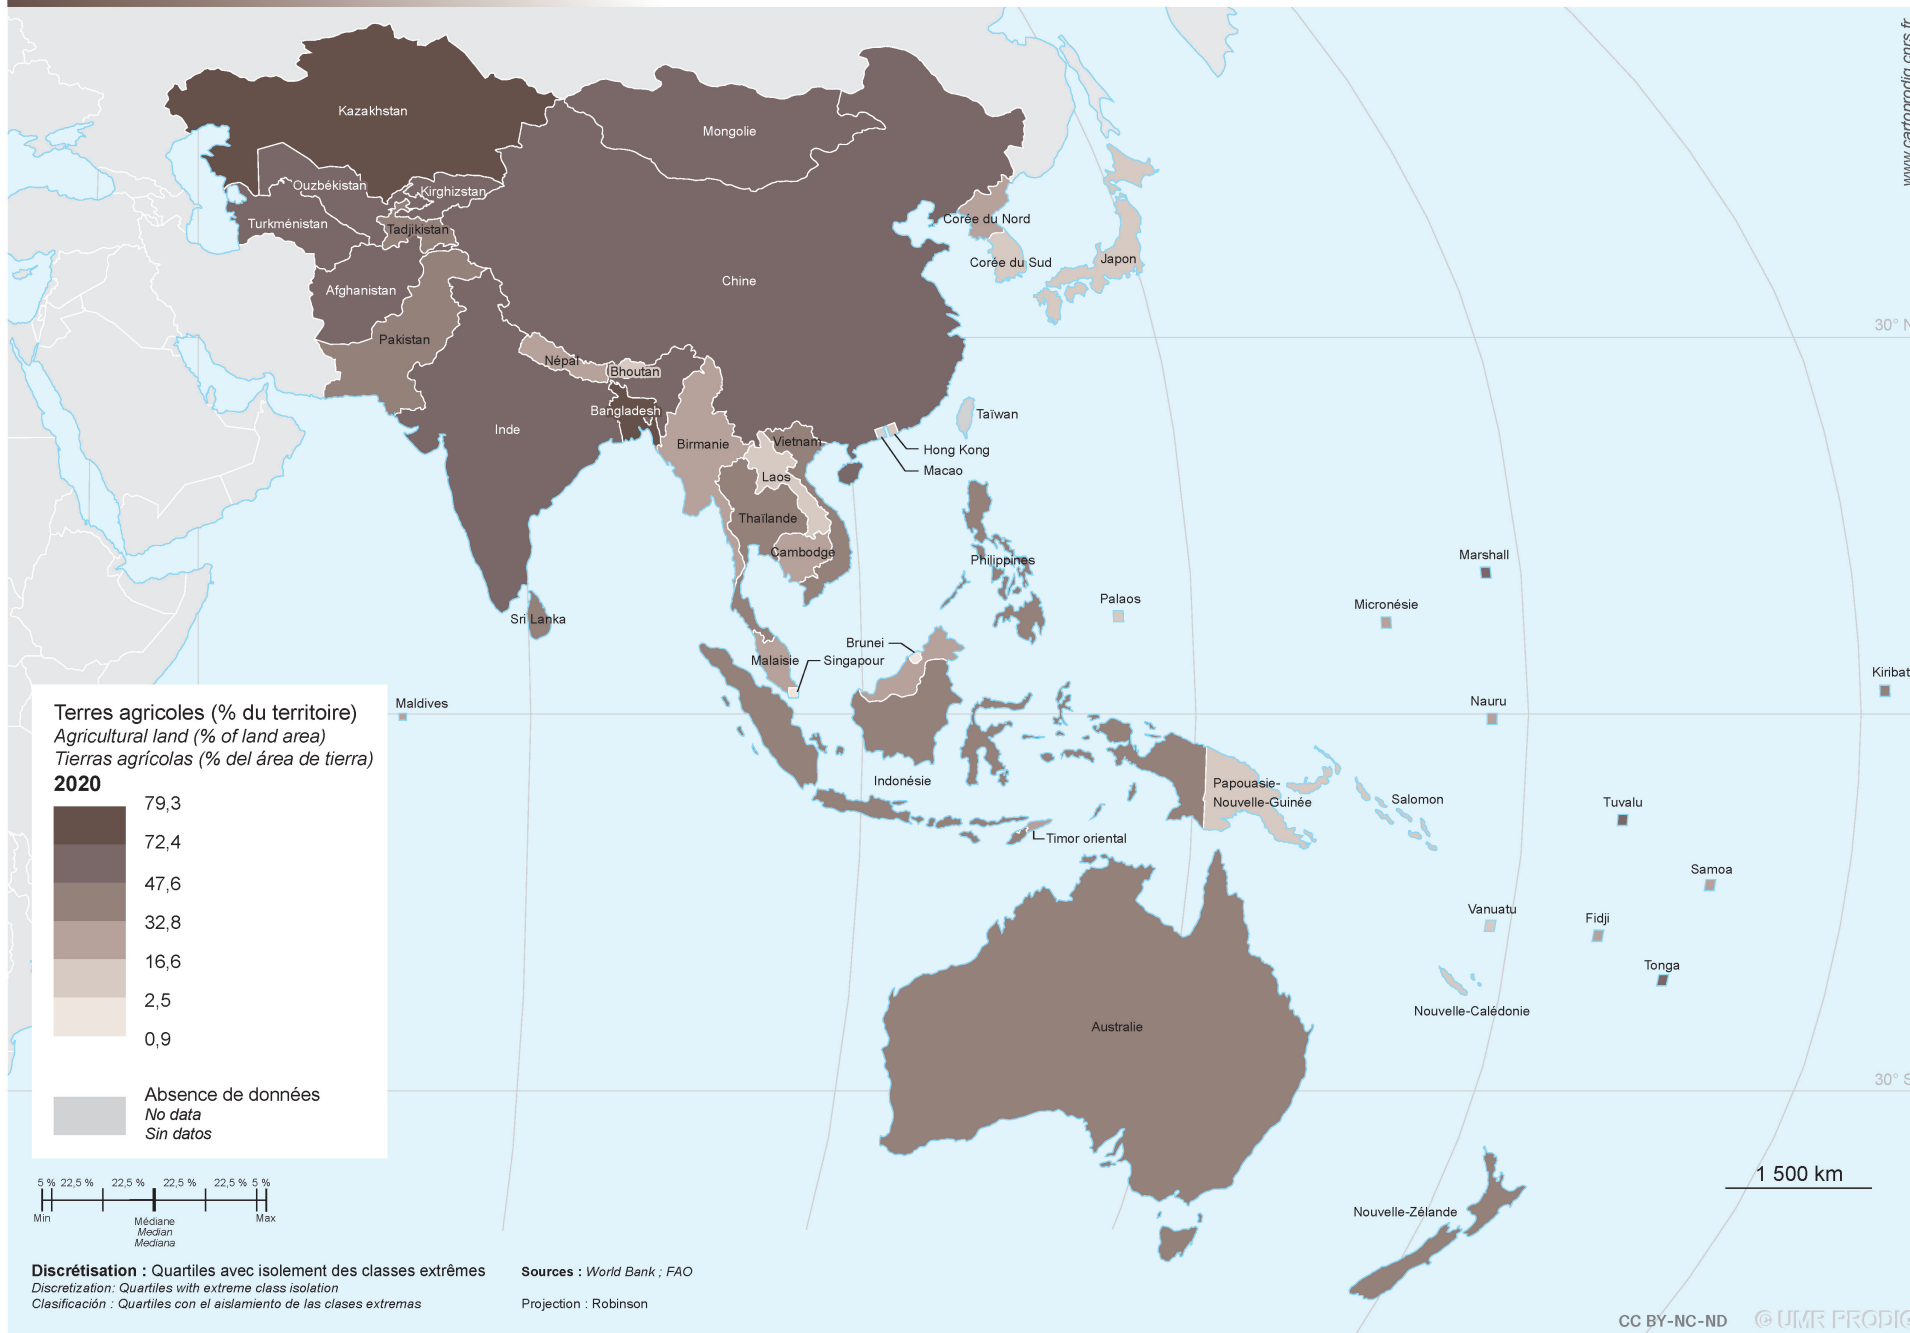 www.cartoprodig.cnrs.fr
Kazakhstan
Mongolie
Ouzbékistan
Kirghizstan
Turkménistan
Tadjikistan
Corée du Nord
Corée du Sud
Japon
Chine
Afghanistan
30° N
Pakistan
Népal
Bhoutan
Bangladesh
Taïwan
Inde
Birmanie
Vietnam
Hong Kong
Macao
Laos
Thaïlande
Cambodge
Philippines
Marshall
Palaos
Micronésie
Sri Lanka
Brunei
Malaisie
Singapour
Kiribat
Maldives
Nauru
Indonésie
Papouasie-
Nouvelle-Guinée
Salomon
Tuvalu
Timor oriental
Samoa
Vanuatu
Fidji
Tonga
Nouvelle-Calédonie
Australie
30° S
Nouvelle-Zélande
1 500 km
Terres agricoles (% du territoire)
Agricultural land (% of land area)
Tierras agrícolas (% del área de tierra)
2020
79,3
72,4
47,6
32,8
16,6
2,5
0,9
Absence de données
No data
Sin datos
5 % 22,5 % 22,5 % 22,5 % 22,5 % 5 %
Min Max
Médiane
Median
Mediana
Discrétisation : Quartiles avec isolement des classes extrêmes
Discretization: Quartiles with extreme class isolation
Clasificación : Quartiles con el aislamiento de las clases extremas
Sources : World Bank ; FAO
Projection : Robinson
CC BY-NC-ND © UMR PRODIG